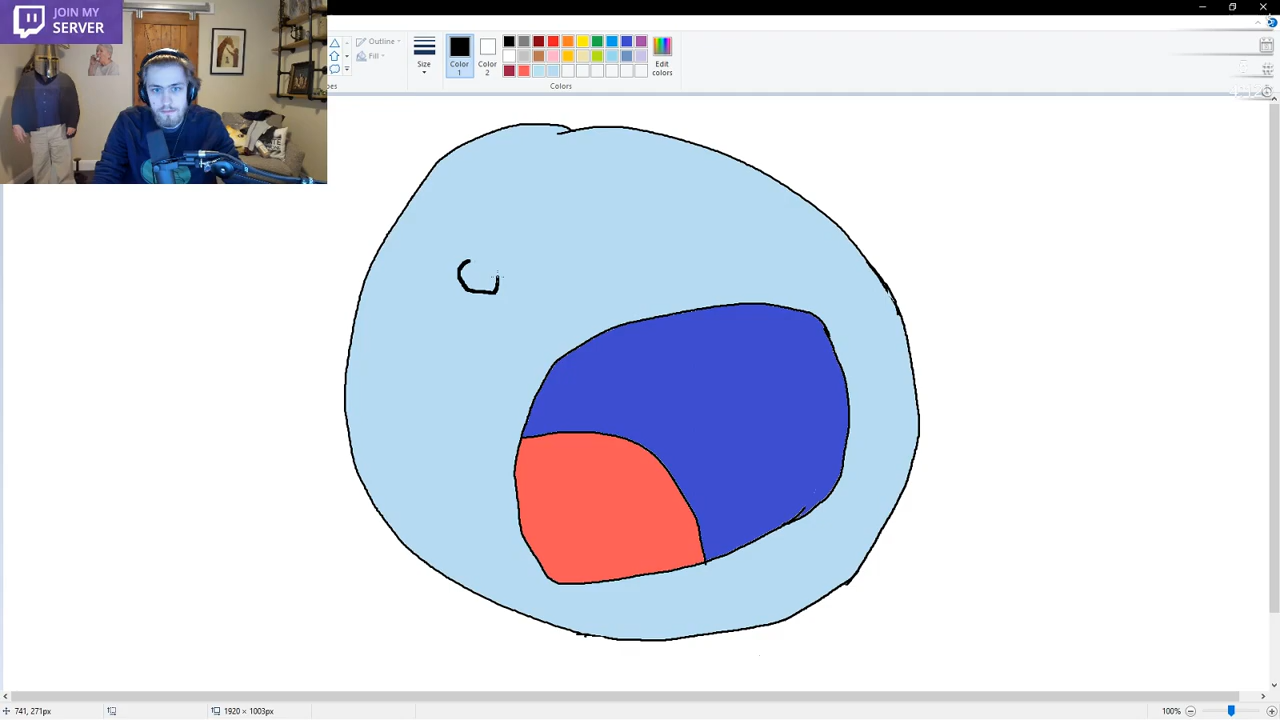 JOIN MY
SERVER
Outline
Fill
Size
Color
1
Color
2
Edit
colors
Colors
741, 271px
1920 × 1003px
100%